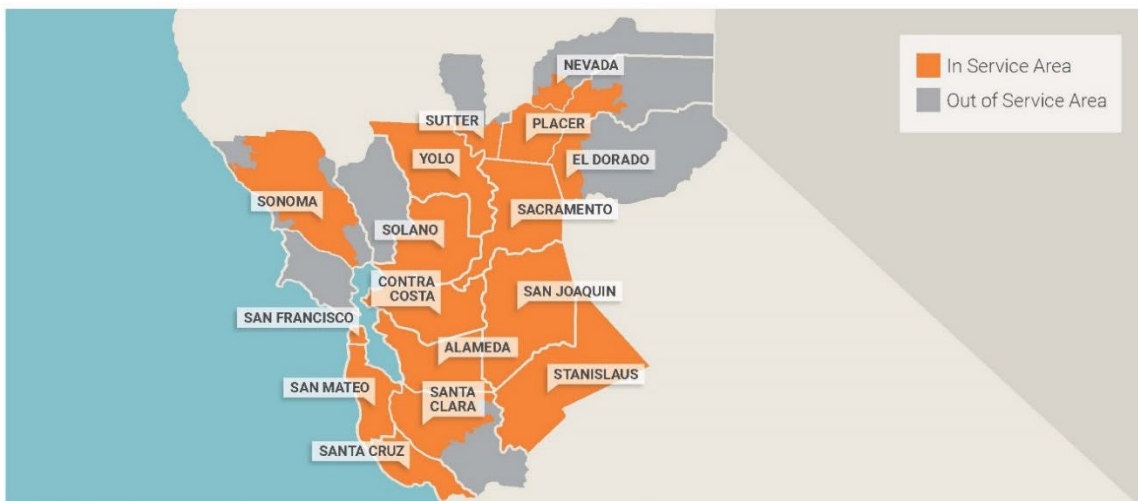 NEVADA
In Service Area
Out of Service Area
SUTTER
PLACER
YOLO
EL DORADO
SONOMA
SACRAMENTO
SOLANO
CONTRA
COSTA
SAN JOAQUIN
SAN FRANCISCO
ALAMEDA
STANISLAUS
SAN MATEO
SANTA
CLARA
SANTA CRUZ